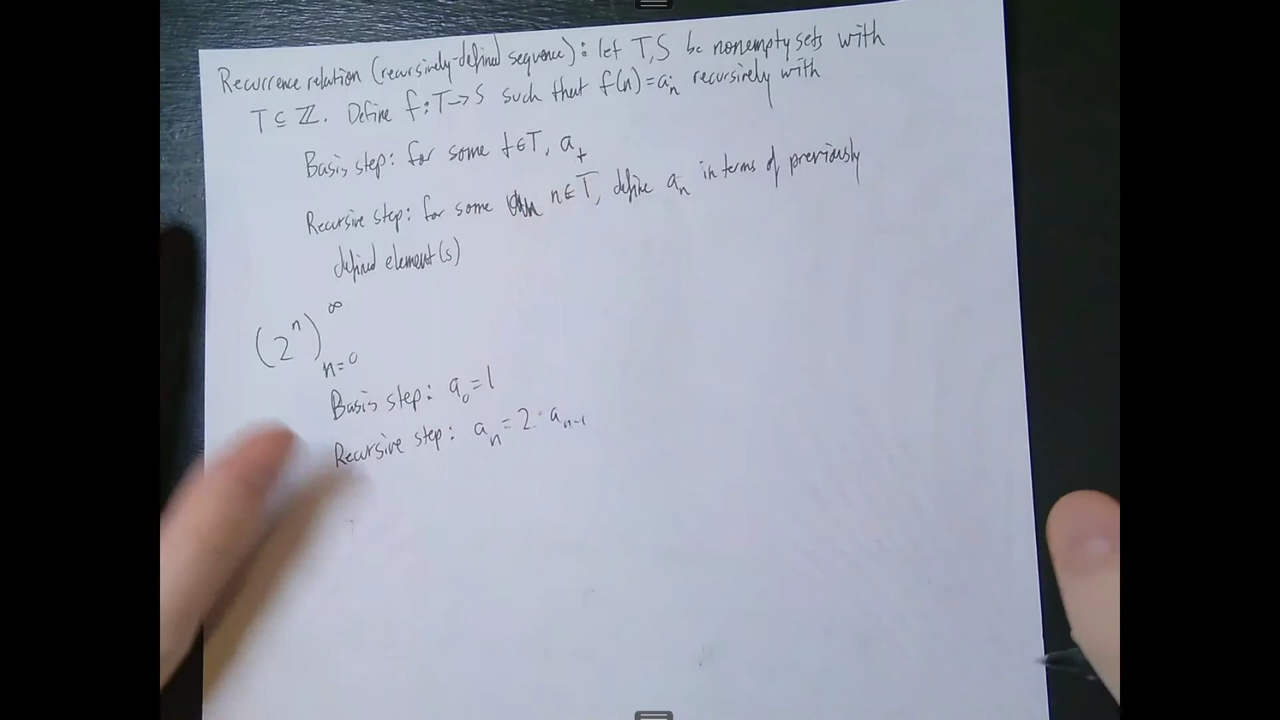 Recurrence relation (recursively-defined sequence): let T,S be nonempty sets with
T ⊆ ℤ. Define f: T→S such that f(n)=aₙ recursively with
Basis step: for some t∈T, aₜ
Recursive step: for some n∈T, define aₙ in terms of previously
defined element(s)
(2ⁿ)^∞_{n=0}
Basis step: a₀=1
Recursive step: aₙ=2·aₙ₋₁